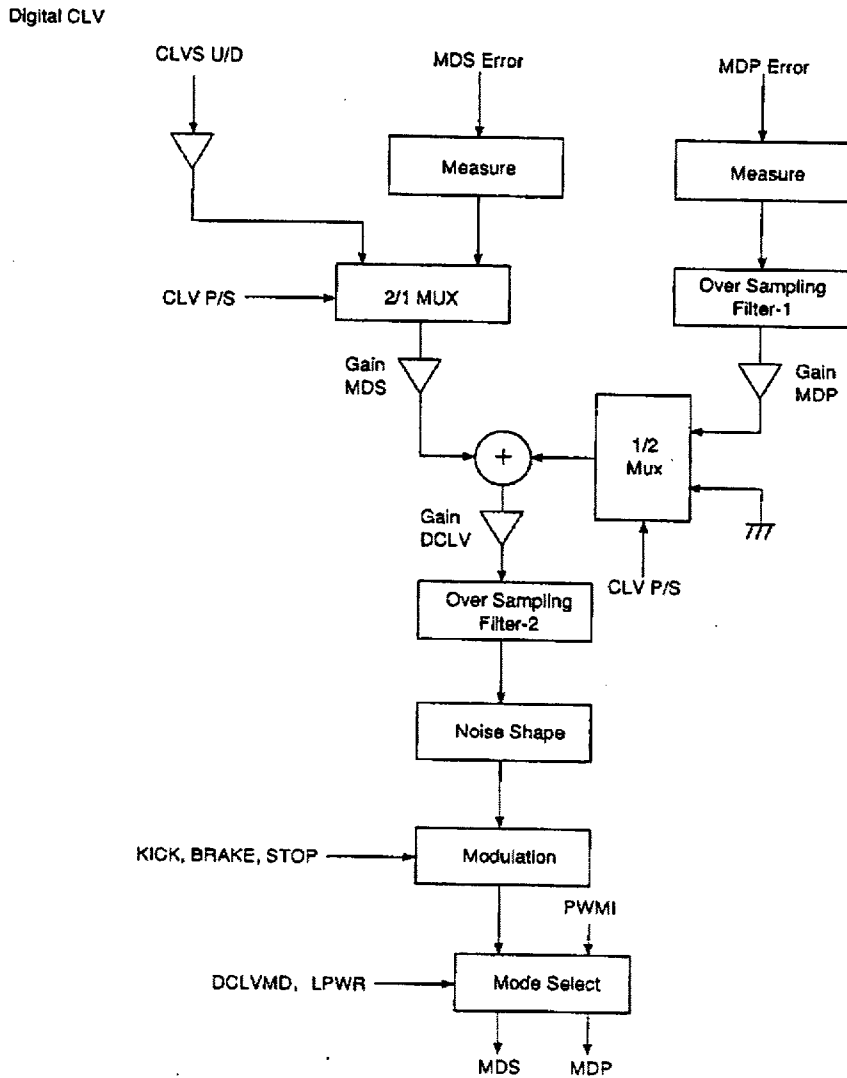 Digital CLV
CLVS U/D
MDS Error
MDP Error
Measure
Measure
CLV P/S
2/1 MUX
Over Sampling
Filter-1
Gain
MDS
Gain
MDP
1/2
Mux
+
Gain
DCLV
CLV P/S
Over Sampling
Filter-2
Noise Shape
KICK, BRAKE, STOP
Modulation
PWMI
DCLVMD, LPWR
Mode Select
MDS
MDP